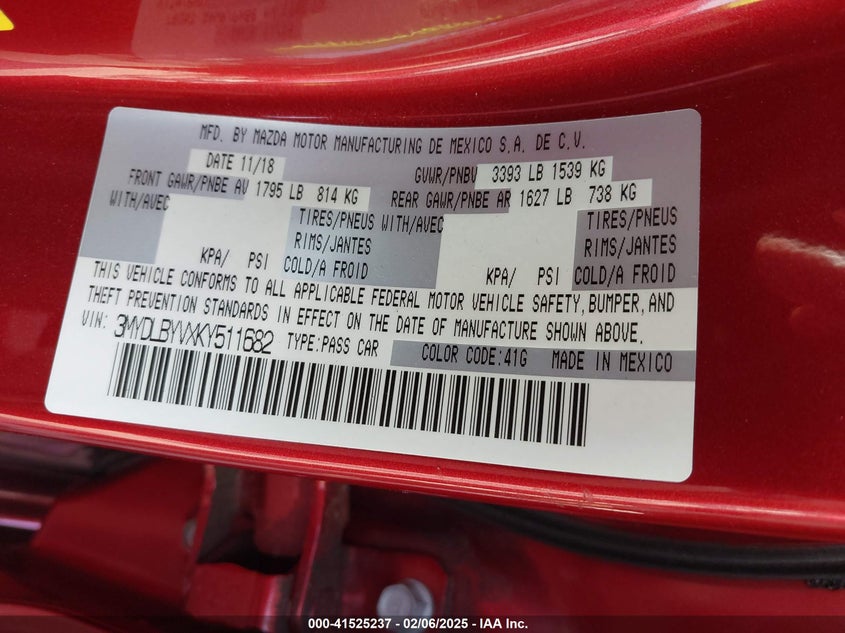 MFD. BY MAZDA MOTOR MANUFACTURING DE MEXICO S.A. DE C.V.
DATE 11/18 GVWR/PNBV 3393 LB 1539 KG
FRONT GAWR/PNBE AV 1795 LB 814 KG REAR GAWR/PNBE AR 1627 LB 738 KG
WITH/AVEC TIRES/PNEUS WITH/AVEC TIRES/PNEUS
RIMS/JANTES RIMS/JANTES
KPA/ PSI COLD/A FROID KPA/ PSI COLD/A FROID
THIS VEHICLE CONFORMS TO ALL APPLICABLE FEDERAL MOTOR VEHICLE SAFETY, BUMPER, AND
THEFT PREVENTION STANDARDS IN EFFECT ON THE DATE OF MANUFACTURE SHOWN ABOVE.
VIN: 3MYDLBYVXKY511682 TYPE:PASS CAR COLOR CODE:41G MADE IN MEXICO
000-41525237 - 02/06/2025 - IAA Inc.